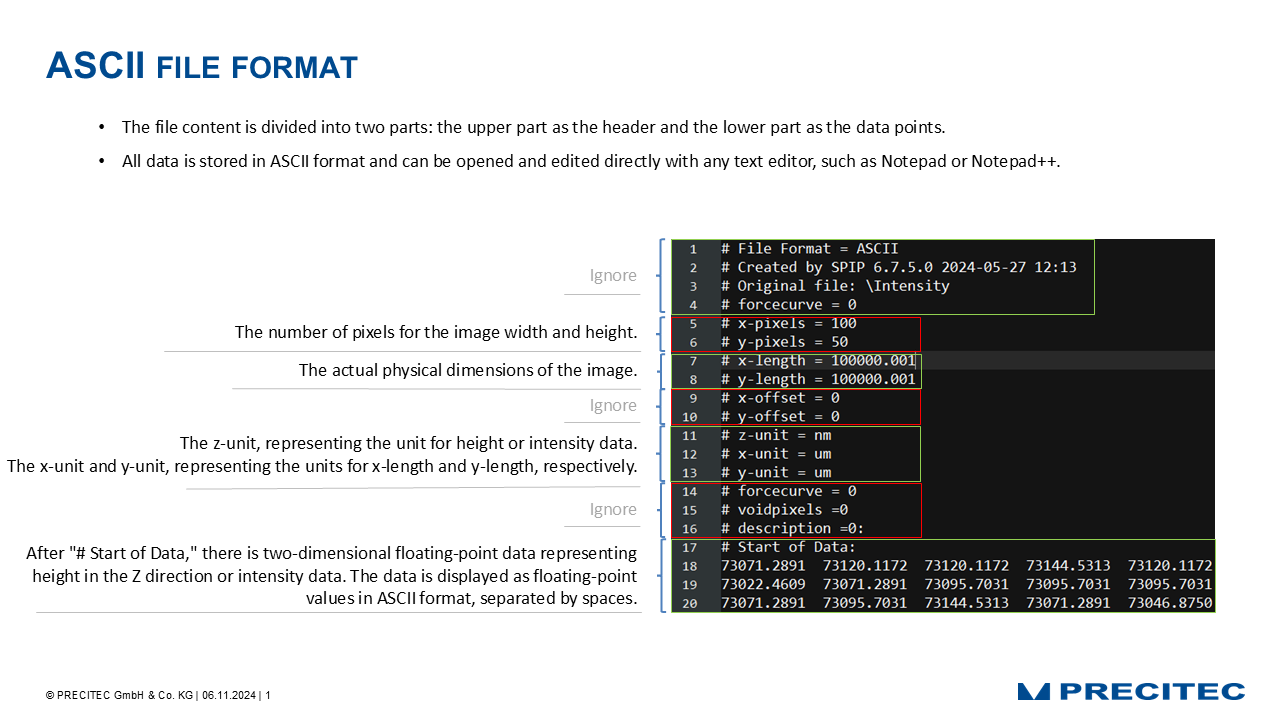 ASCII FILE FORMAT
• The file content is divided into two parts: the upper part as the header and the lower part as the data points.
• All data is stored in ASCII format and can be opened and edited directly with any text editor, such as Notepad or Notepad++.
Ignore
The number of pixels for the image width and height.
The actual physical dimensions of the image.
Ignore
The z-unit, representing the unit for height or intensity data.
The x-unit and y-unit, representing the units for x-length and y-length, respectively.
Ignore
After "# Start of Data," there is two-dimensional floating-point data representing
height in the Z direction or intensity data. The data is displayed as floating-point
values in ASCII format, separated by spaces.
1 # File Format = ASCII
2 # Created by SPIP 6.7.5.0 2024-05-27 12:13
3 # Original file: \Intensity
4 # forcecurve = 0
5 # x-pixels = 100
6 # y-pixels = 50
7 # x-length = 100000.001
8 # y-length = 100000.001
9 # x-offset = 0
10 # y-offset = 0
11 # z-unit = nm
12 # x-unit = um
13 # y-unit = um
14 # forcecurve = 0
15 # voidpixels =0
16 # description =0:
17 # Start of Data:
18 73071.2891 73120.1172 73120.1172 73144.5313 73120.1172
19 73022.4609 73071.2891 73095.7031 73095.7031 73095.7031
20 73071.2891 73095.7031 73144.5313 73071.2891 73046.8750
© PRECITEC GmbH & Co. KG | 06.11.2024 | 1
PRECITEC